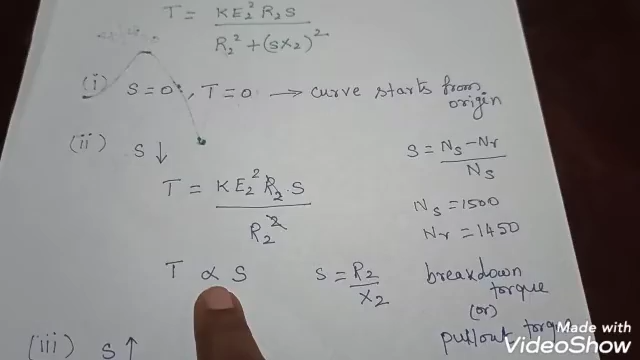 T = KE₂² R₂ S / R₂² + (SX₂)²
(i) S=0, T=0 → curve starts from origin
(ii) S ↓
S = Ns - Nr / Ns
T = KE₂² R₂ . S / R₂²
Ns = 1500
Nr = 1450
T ∝ S
S = R₂ / X₂
breakdown torque
(or)
pullout torque
(iii) S ↑
Made with
VideoShow